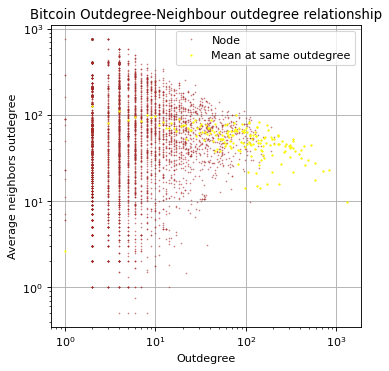 Bitcoin Outdegree-Neighbour outdegree relationship
Node
Mean at same outdegree
Average neighbors outdegree
10³
10²
10¹
10⁰
10⁰ 10¹ 10² 10³
Outdegree